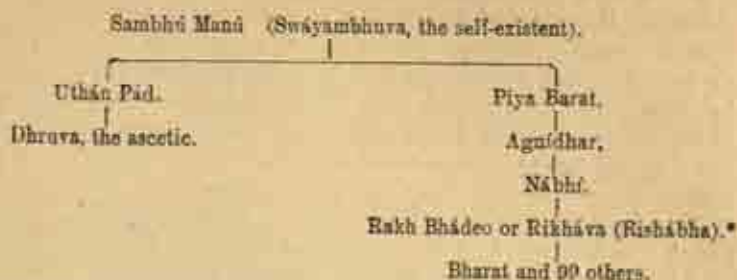 Sambhú Manú (Swáyambhuva, the self-existent).
Uthán Pád. Piya Barat.
Dhruva, the ascetic. Agnídhar.
Nábhí.
Rakh Bhádeo or Rikháva (Rishábha).*
Bharat and 99 others.